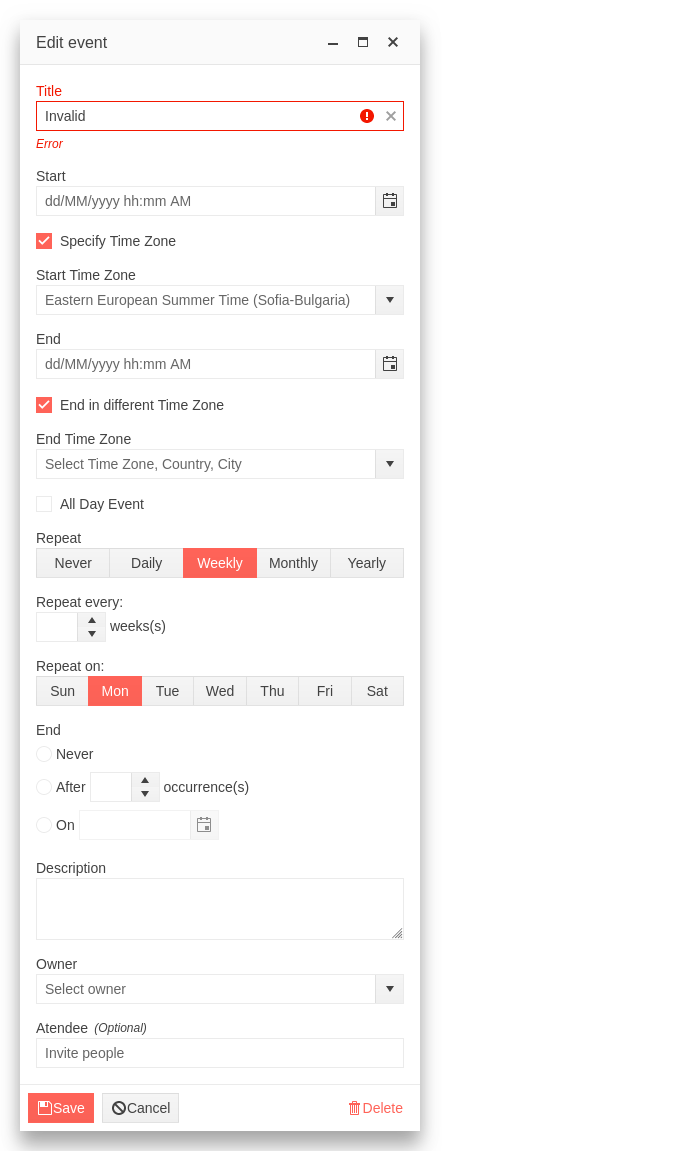 Edit event
Title
Invalid
Error
Start
dd/MM/yyyy hh:mm AM
Specify Time Zone
Start Time Zone
Eastern European Summer Time (Sofia-Bulgaria)
End
dd/MM/yyyy hh:mm AM
End in different Time Zone
End Time Zone
Select Time Zone, Country, City
All Day Event
Repeat
Never Daily Weekly Monthly Yearly
Repeat every:
weeks(s)
Repeat on:
Sun Mon Tue Wed Thu Fri Sat
End
Never
After occurrence(s)
On
Description
Owner
Select owner
Atendee (Optional)
Invite people
Save Cancel Delete